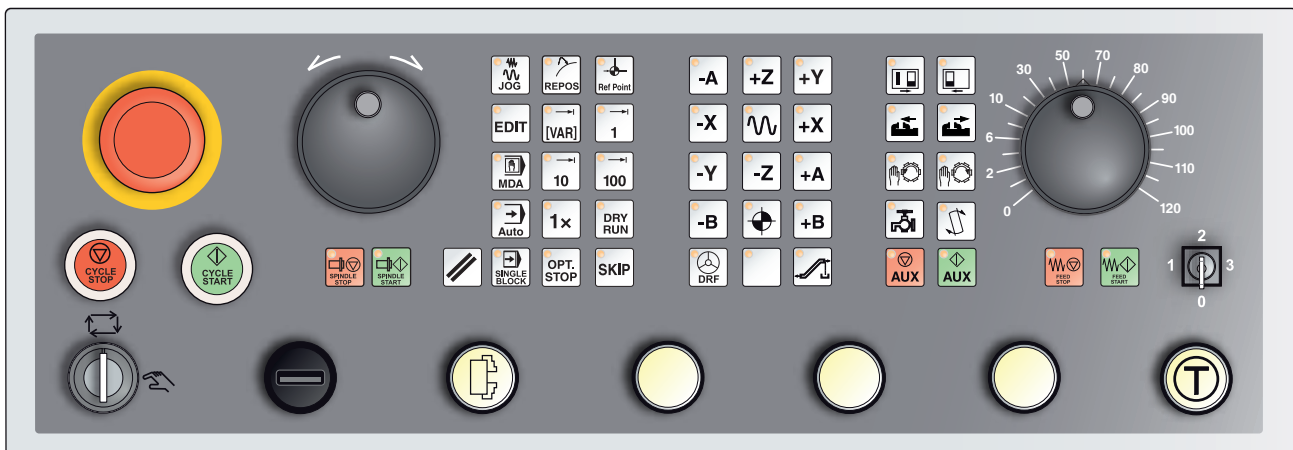 JOG
REPOS
Ref Point
EDIT
[VAR]
1
MDA
10
100
Auto
1×
DRY
RUN
SINGLE
BLOCK
OPT.
STOP
SKIP
CYCLE
STOP
CYCLE
START
SPINDLE
STOP
SPINDLE
START
-A
+Z
+Y
-X
+X
-Y
-Z
+A
-B
+B
DRF
AUX
AUX
0
2
6
10
30
50
70
80
90
100
110
120
FEED
STOP
FEED
START
2
1
3
0
T